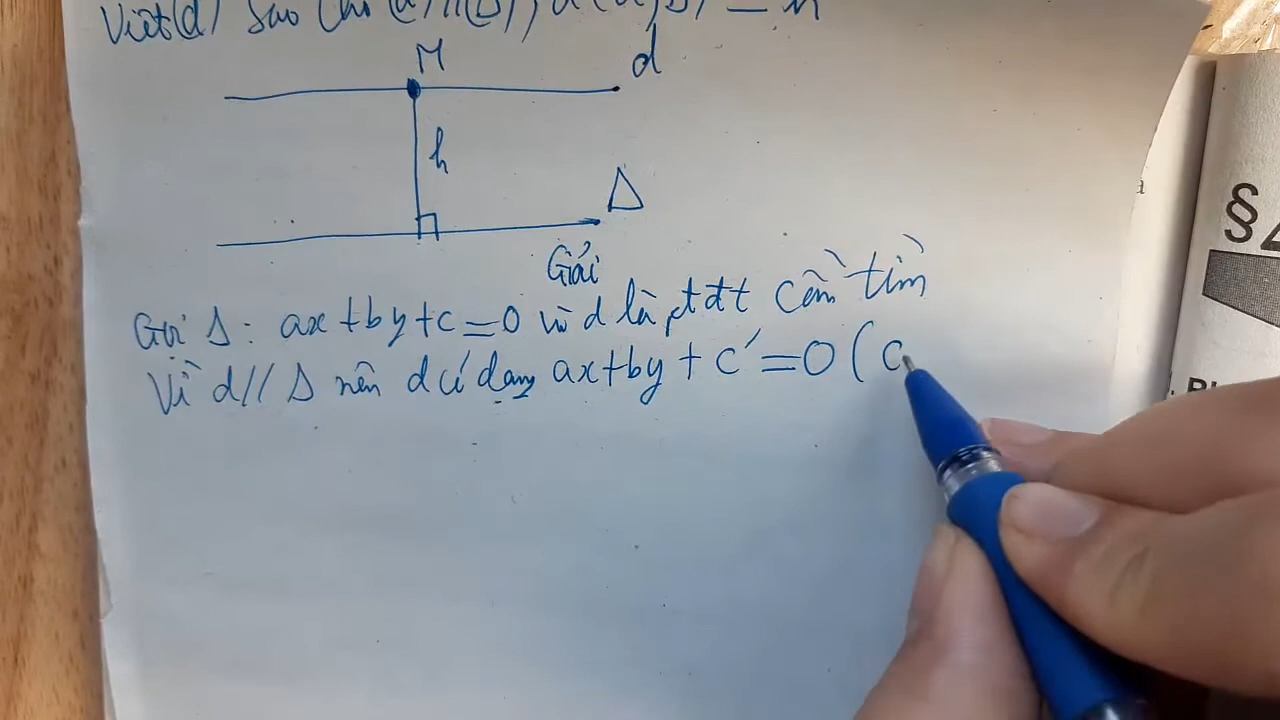 Viết (d) sao cho (d) // (Δ), d(d, Δ) = h
M
d
h
Δ
Giải
Gọi Δ: ax + by + c = 0 và d là ptđt cần tìm
Vì d // Δ nên d có dạng ax + by + c' = 0 (c
§